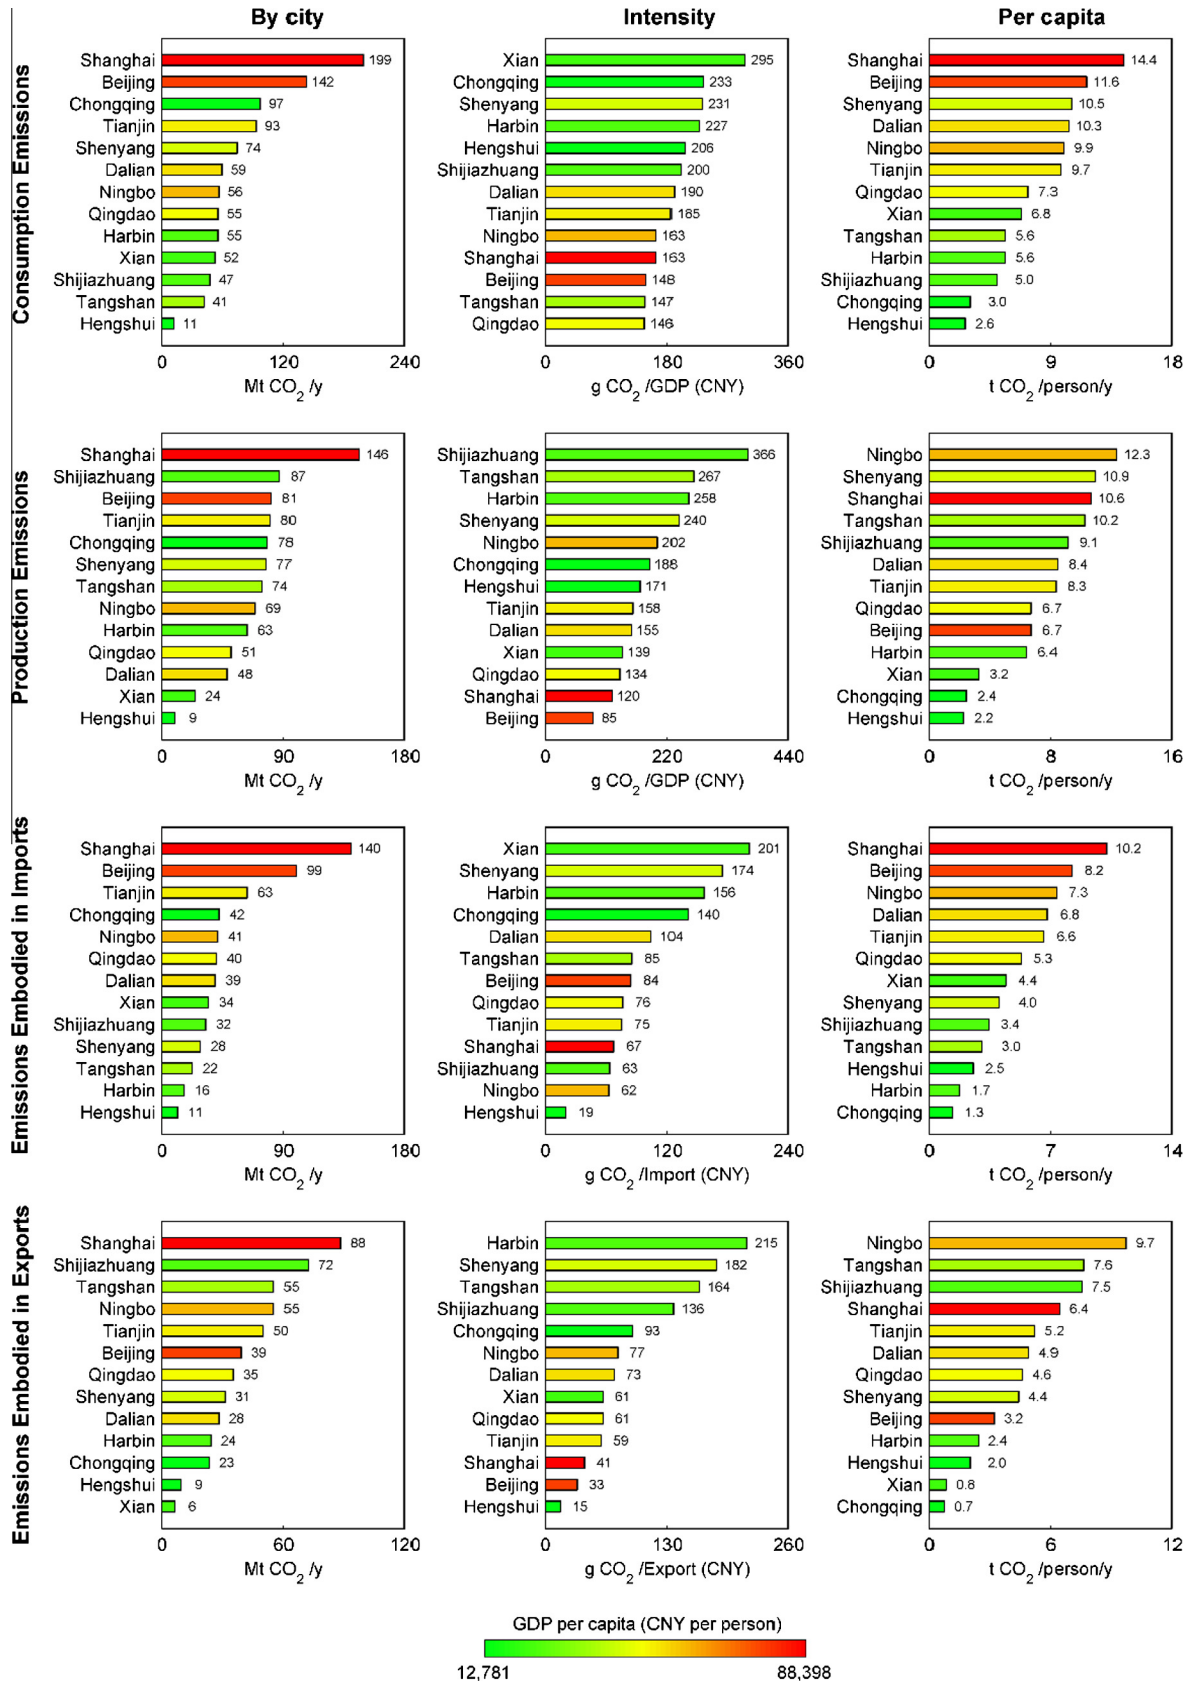 By city
Intensity
Per capita
Consumption Emissions
Shanghai 199
Beijing 142
Chongqing 97
Tianjin 93
Shenyang 74
Dalian 59
Ningbo 56
Qingdao 55
Harbin 55
Xian 52
Shijiazhuang 47
Tangshan 41
Hengshui 11
0 120 240
Mt CO2 /y
Xian 295
Chongqing 233
Shenyang 231
Harbin 227
Hengshui 206
Shijiazhuang 200
Dalian 190
Tianjin 185
Ningbo 163
Shanghai 163
Beijing 148
Tangshan 147
Qingdao 146
0 180 360
g CO2 /GDP (CNY)
Shanghai 14.4
Beijing 11.6
Shenyang 10.5
Dalian 10.3
Ningbo 9.9
Tianjin 9.7
Qingdao 7.3
Xian 6.8
Tangshan 5.6
Harbin 5.6
Shijiazhuang 5.0
Chongqing 3.0
Hengshui 2.6
0 9 18
t CO2 /person/y
Production Emissions
Shanghai 146
Shijiazhuang 87
Beijing 81
Tianjin 80
Chongqing 78
Shenyang 77
Tangshan 74
Ningbo 69
Harbin 63
Qingdao 51
Dalian 48
Xian 24
Hengshui 9
0 90 180
Mt CO2 /y
Shijiazhuang 366
Tangshan 267
Harbin 258
Shenyang 240
Ningbo 202
Chongqing 188
Hengshui 171
Tianjin 158
Dalian 155
Xian 139
Qingdao 134
Shanghai 120
Beijing 85
0 220 440
g CO2 /GDP (CNY)
Ningbo 12.3
Shenyang 10.9
Shanghai 10.6
Tangshan 10.2
Shijiazhuang 9.1
Dalian 8.4
Tianjin 8.3
Qingdao 6.7
Beijing 6.7
Harbin 6.4
Xian 3.2
Chongqing 2.4
Hengshui 2.2
0 8 16
t CO2 /person/y
Emissions Embodied in Imports
Shanghai 140
Beijing 99
Tianjin 63
Chongqing 42
Ningbo 41
Qingdao 40
Dalian 39
Xian 34
Shijiazhuang 32
Shenyang 28
Tangshan 22
Harbin 16
Hengshui 11
0 90 180
Mt CO2 /y
Xian 201
Shenyang 174
Harbin 156
Chongqing 140
Dalian 104
Tangshan 85
Beijing 84
Qingdao 76
Tianjin 75
Shanghai 67
Shijiazhuang 63
Ningbo 62
Hengshui 19
0 120 240
g CO2 /Import (CNY)
Shanghai 10.2
Beijing 8.2
Ningbo 7.3
Dalian 6.8
Tianjin 6.6
Qingdao 5.3
Xian 4.4
Shenyang 4.0
Shijiazhuang 3.4
Tangshan 3.0
Hengshui 2.5
Harbin 1.7
Chongqing 1.3
0 7 14
t CO2 /person/y
Emissions Embodied in Exports
Shanghai 88
Shijiazhuang 72
Tangshan 55
Ningbo 55
Tianjin 50
Beijing 39
Qingdao 35
Shenyang 31
Dalian 28
Harbin 24
Chongqing 23
Hengshui 9
Xian 6
0 60 120
Mt CO2 /y
Harbin 215
Shenyang 182
Tangshan 164
Shijiazhuang 136
Chongqing 93
Ningbo 77
Dalian 73
Xian 61
Qingdao 61
Tianjin 59
Shanghai 41
Beijing 33
Hengshui 15
0 130 260
g CO2 /Export (CNY)
Ningbo 9.7
Tangshan 7.6
Shijiazhuang 7.5
Shanghai 6.4
Tianjin 5.2
Dalian 4.9
Qingdao 4.6
Shenyang 4.4
Beijing 3.2
Harbin 2.4
Hengshui 2.0
Xian 0.8
Chongqing 0.7
0 6 12
t CO2 /person/y
GDP per capita (CNY per person)
12,781 88,398